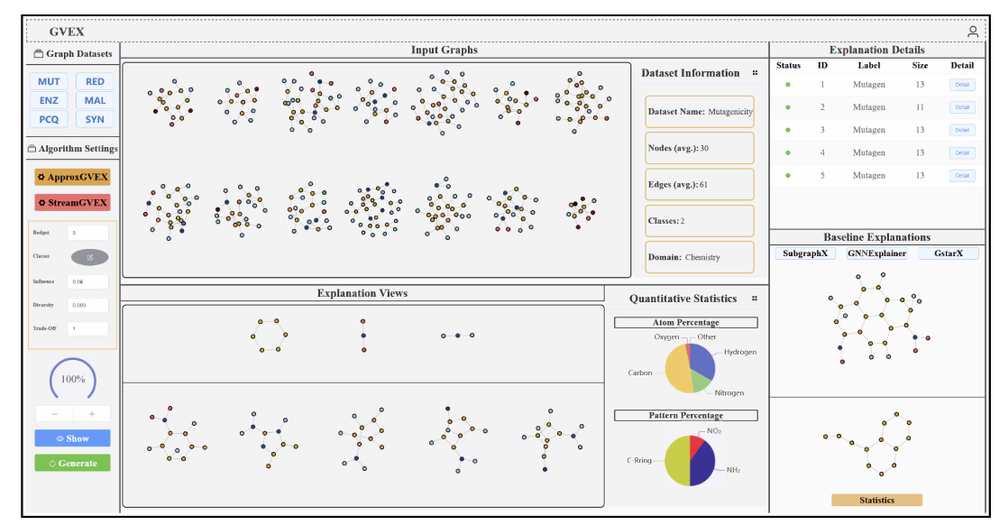 GVEX
Graph Datasets
MUT RED
ENZ MAL
PCQ SYN
Algorithm Settings
ApproxGVEX
StreamGVEX
Budget 5
Classes
Influence 0.08
Diversity 0.005
Trade-Off 1
100%
− +
Show
Generate
Input Graphs
Dataset Information
Dataset Name: Mutagenicity
Nodes (avg.): 30
Edges (avg.): 61
Classes: 2
Domain: Chemistry
Explanation Views
Quantitative Statistics
Atom Percentage
Oxygen Other
Hydrogen
Carbon
Nitrogen
Pattern Percentage
NO₂
C-Rring
NH₂
Explanation Details
Status ID Label Size Detail
1 Mutagen 13 Detail
2 Mutagen 11 Detail
3 Mutagen 13 Detail
4 Mutagen 13 Detail
5 Mutagen 13 Detail
Baseline Explanations
SubgraphX GNNExplainer GstarX
Statistics